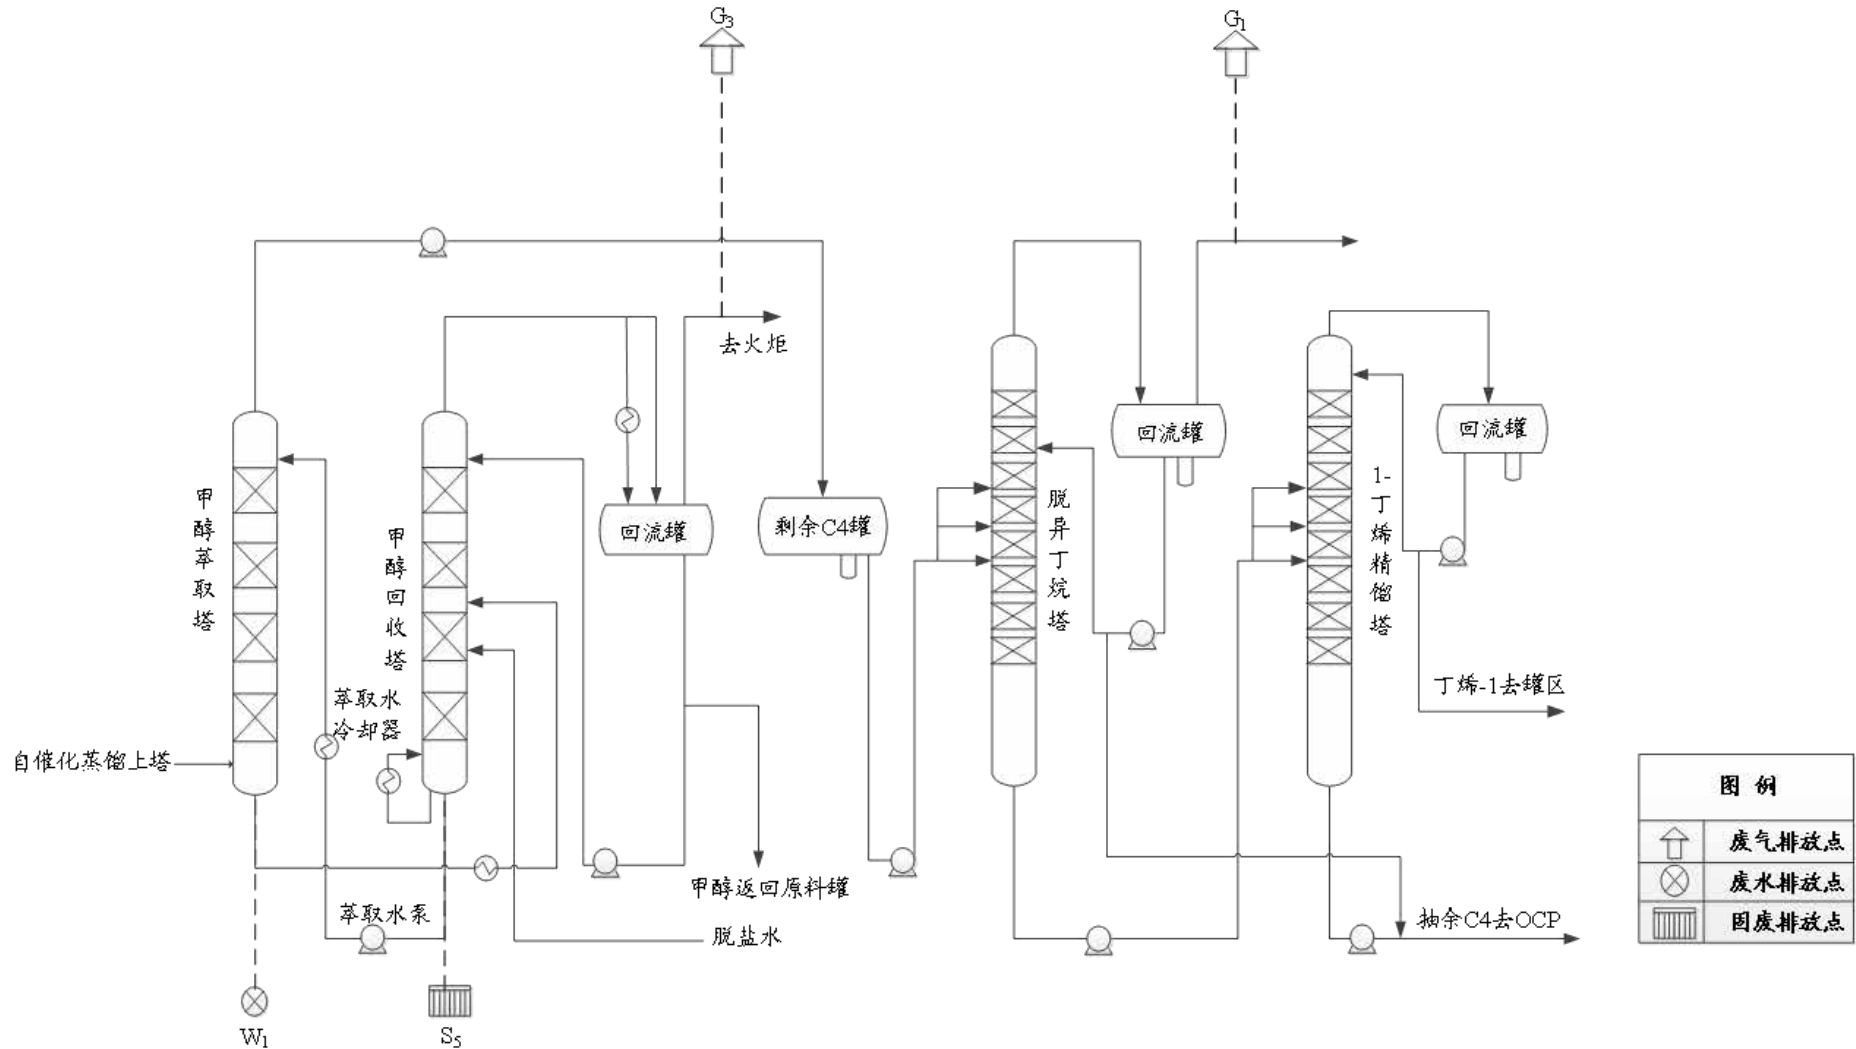 G3
G1
去火炬
回流罐
剩余C4罐
回流罐
回流罐
甲醇萃取塔
甲醇回收塔
脱异丁烷塔
1-丁烯精馏塔
萃取水
冷却器
自催化蒸馏上塔
丁烯-1去罐区
甲醇返回原料罐
萃取水泵
脱盐水
抽余C4去OCP
W1
S5
图 例
废气排放点
废水排放点
固废排放点